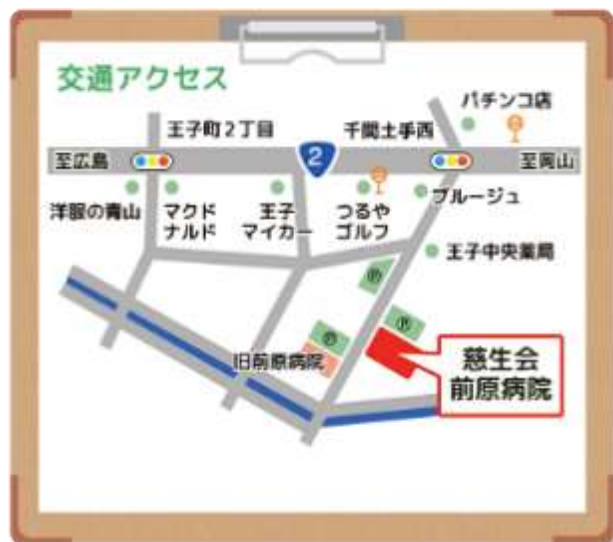 交通アクセス
パチンコ店
王子町2丁目
千間土手西
至広島
2
至岡山
洋服の青山
マクド
ナルド
王子
マイカー
つるや
ゴルフ
ブルージュ
王子中央薬局
Ⓟ
Ⓟ
Ⓟ
旧前原病院
慈生会
前原病院